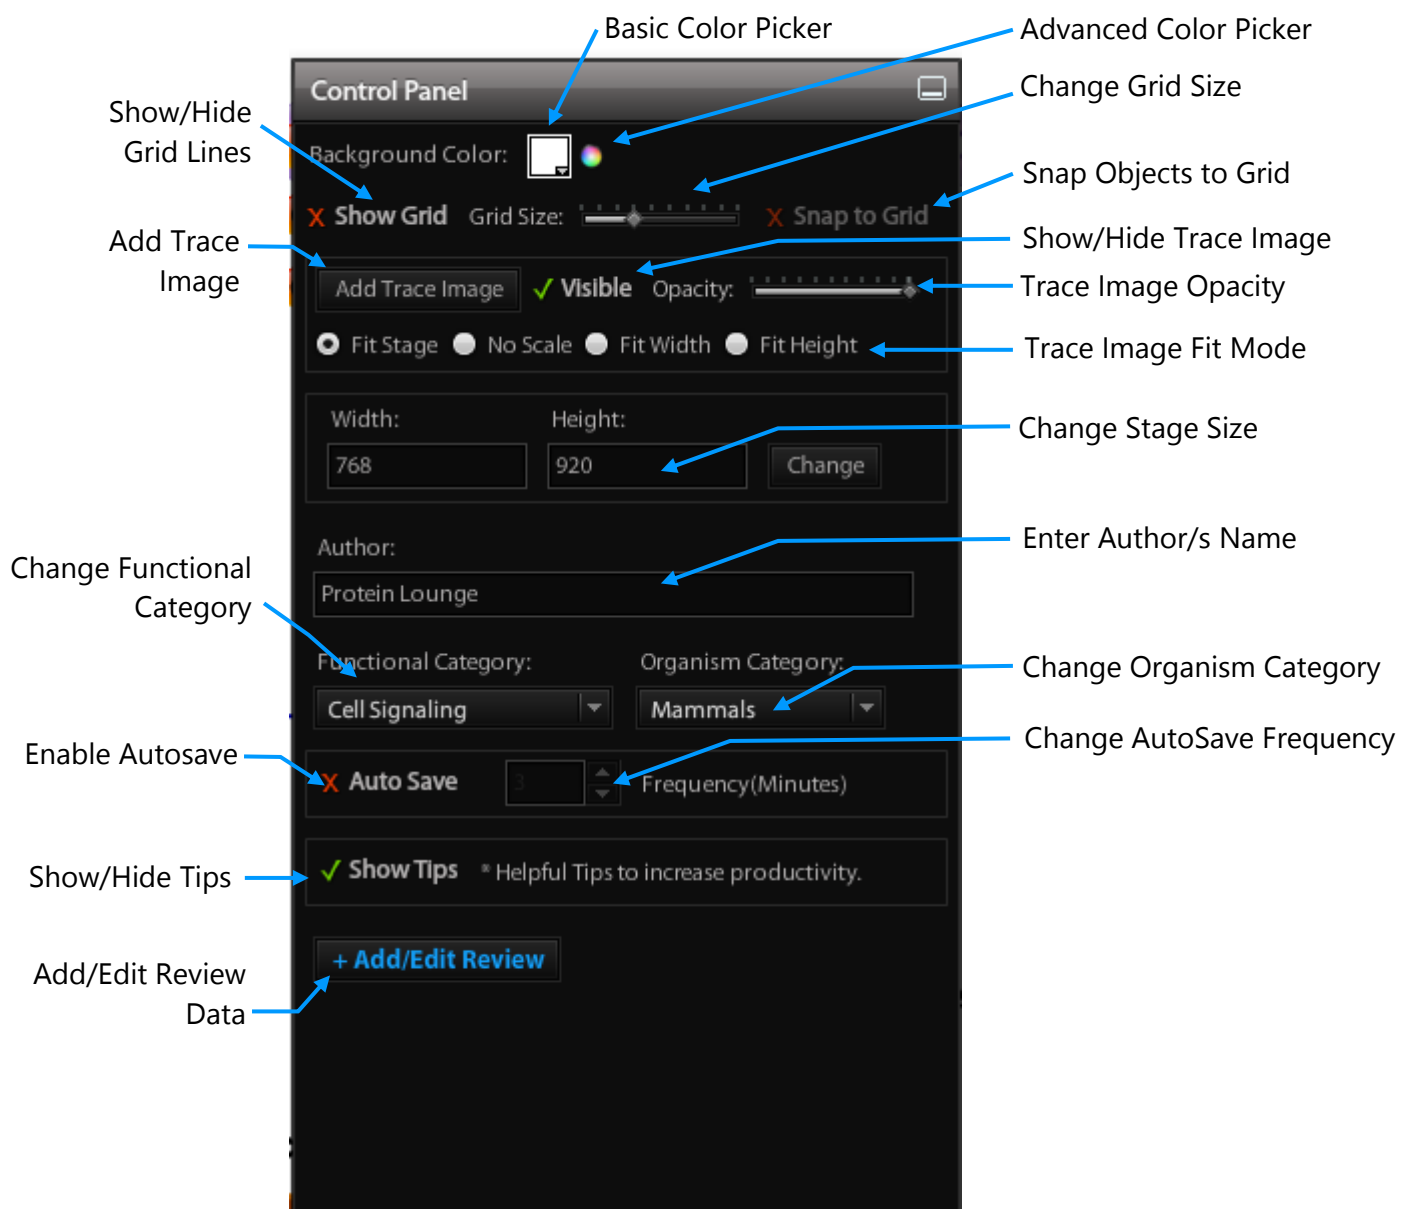 Basic Color Picker
Advanced Color Picker
Control Panel
Change Grid Size
Show/Hide
Grid Lines
Background Color:
Snap Objects to Grid
X Show Grid Grid Size: X Snap to Grid
Add Trace
Image
Show/Hide Trace Image
Add Trace Image ✓ Visible Opacity:
Trace Image Opacity
Fit Stage No Scale Fit Width Fit Height
Trace Image Fit Mode
Width: Height:
Change Stage Size
768 920 Change
Author:
Enter Author/s Name
Change Functional
Category
Protein Lounge
Functional Category: Organism Category:
Change Organism Category
Cell Signaling Mammals
Change AutoSave Frequency
Enable Autosave
X Auto Save 3 Frequency(Minutes)
Show/Hide Tips
✓ Show Tips * Helpful Tips to increase productivity.
+ Add/Edit Review
Add/Edit Review
Data